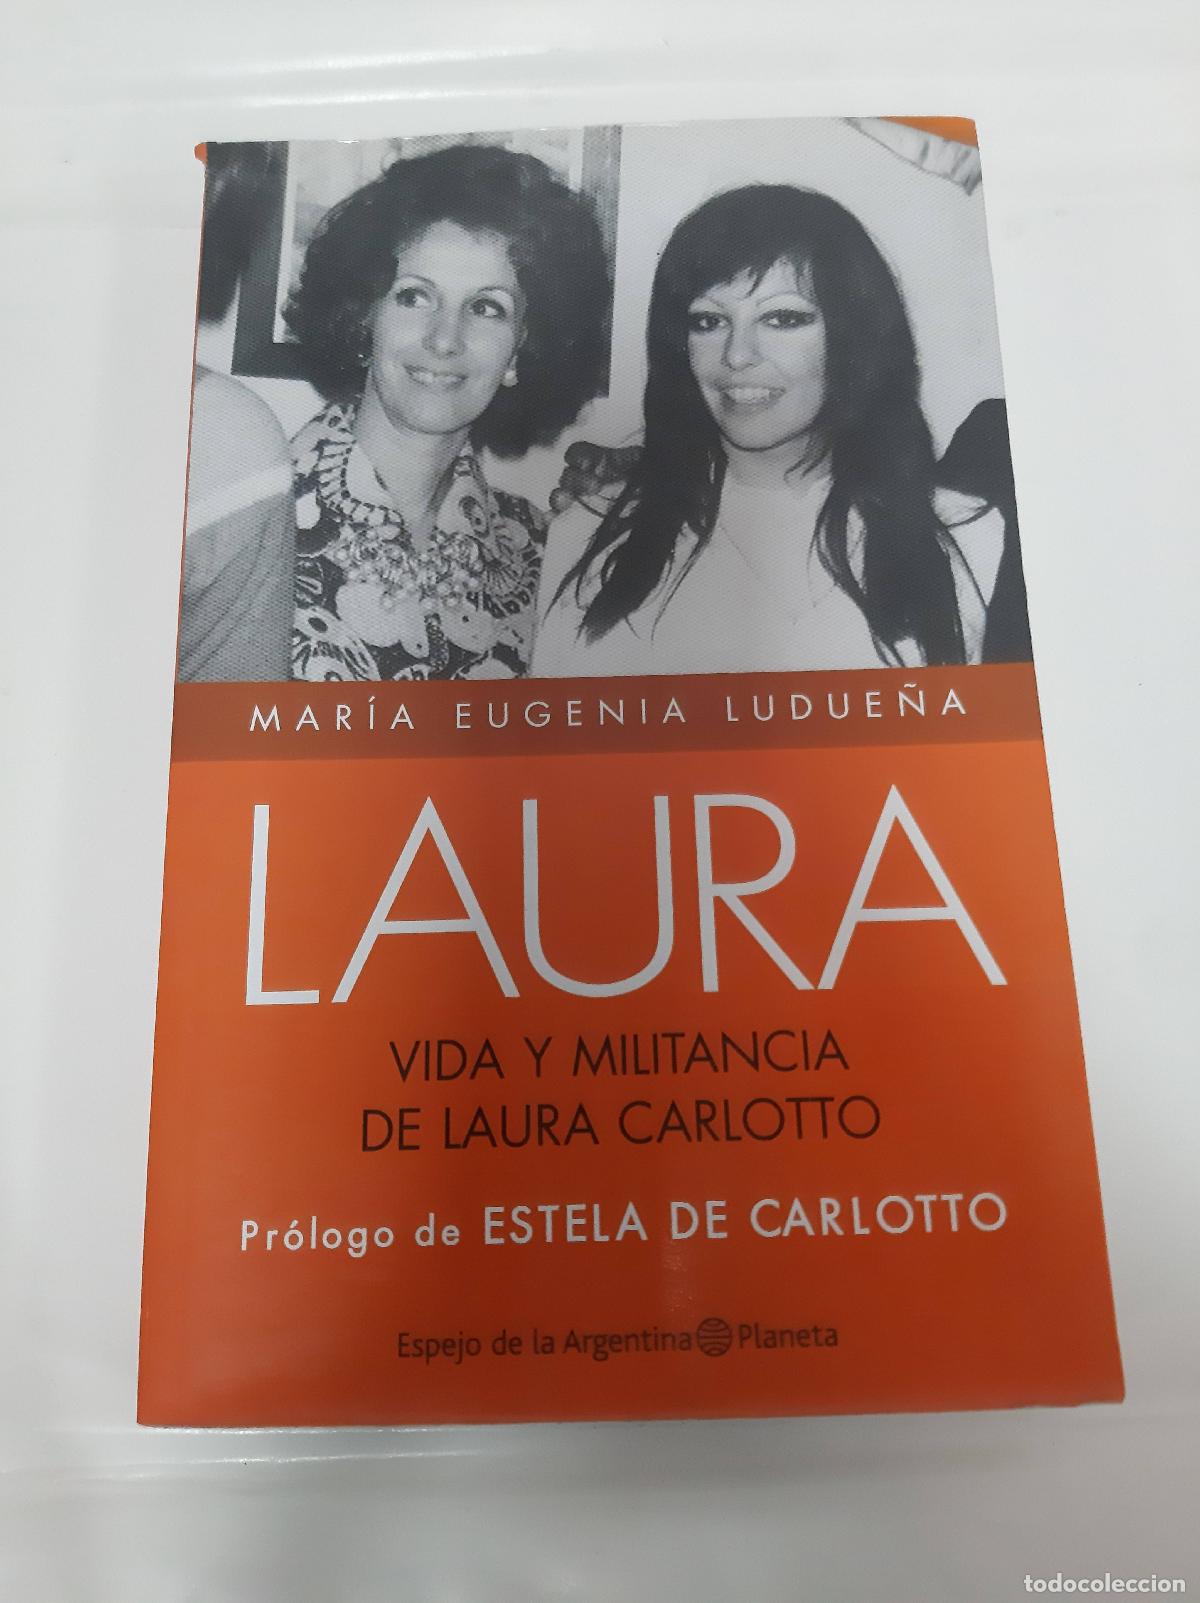 MARÍA EUGENIA LUDUEÑA
LAURA
VIDA Y MILITANCIA
DE LAURA CARLOTTO
Prólogo de ESTELA DE CARLOTTO
Espejo de la Argentina Planeta
todocoleccion